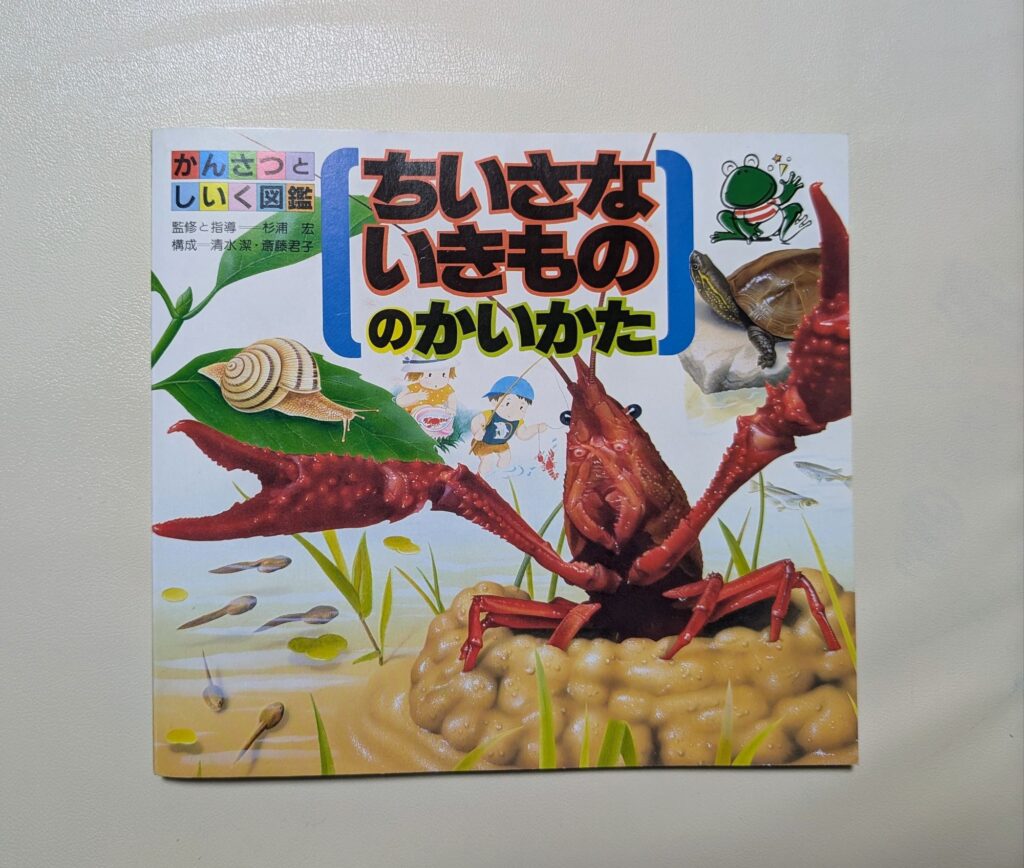 かんさつと
しいく図鑑
監修と指導──杉浦 宏
構成─清水潔・斎藤君子
ちいさな
いきもの
のかいかた